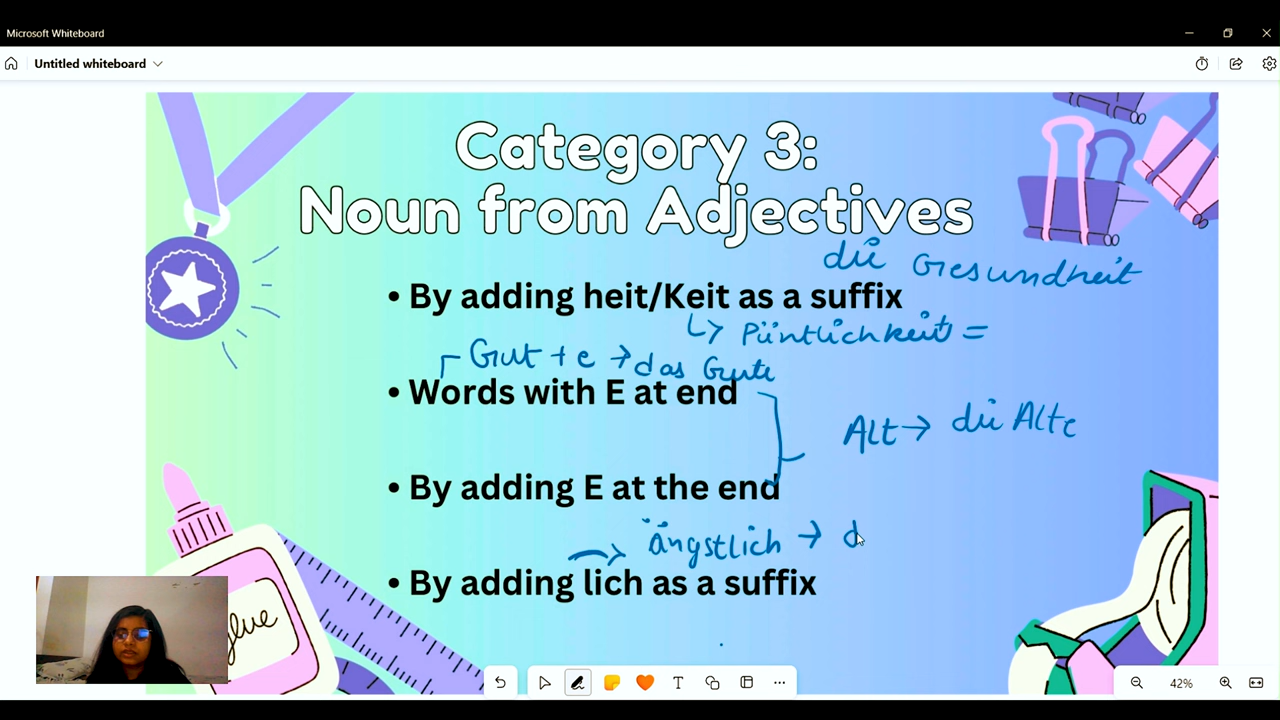 Microsoft Whiteboard
Untitled whiteboard
Category 3:
Noun from Adjectives
die Gesundheit
• By adding heit/Keit as a suffix
↳ Püntlichkeit =
Gut + e → das Gute
• Words with E at end
Alt → die Alte
• By adding E at the end
ängstlich → d
• By adding lich as a suffix
glue
42%